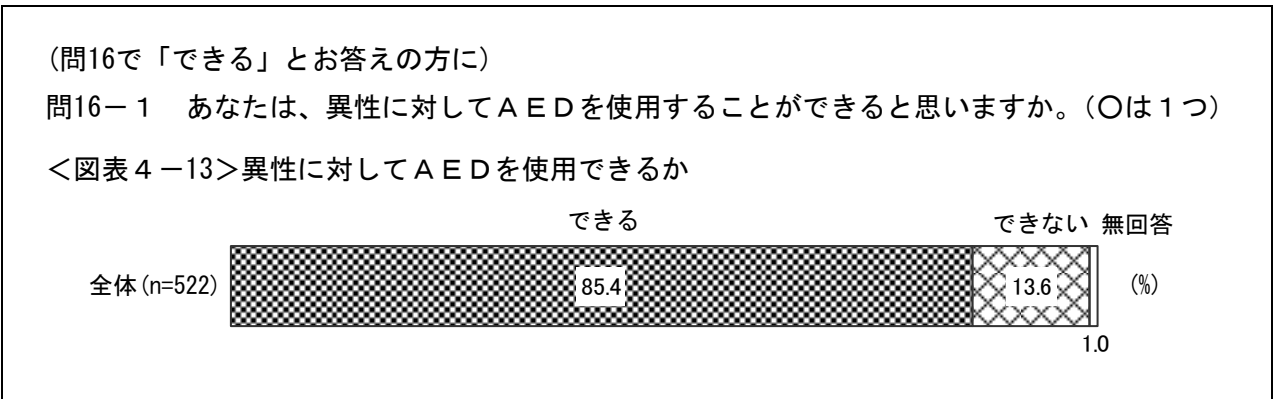 （問16で「できる」とお答えの方に）
問16－１　あなたは、異性に対してＡＥＤを使用することができると思いますか。（〇は１つ）
＜図表４－13＞異性に対してＡＥＤを使用できるか
できる　できない　無回答
全体(n=522)　85.4　13.6　(%)
1.0